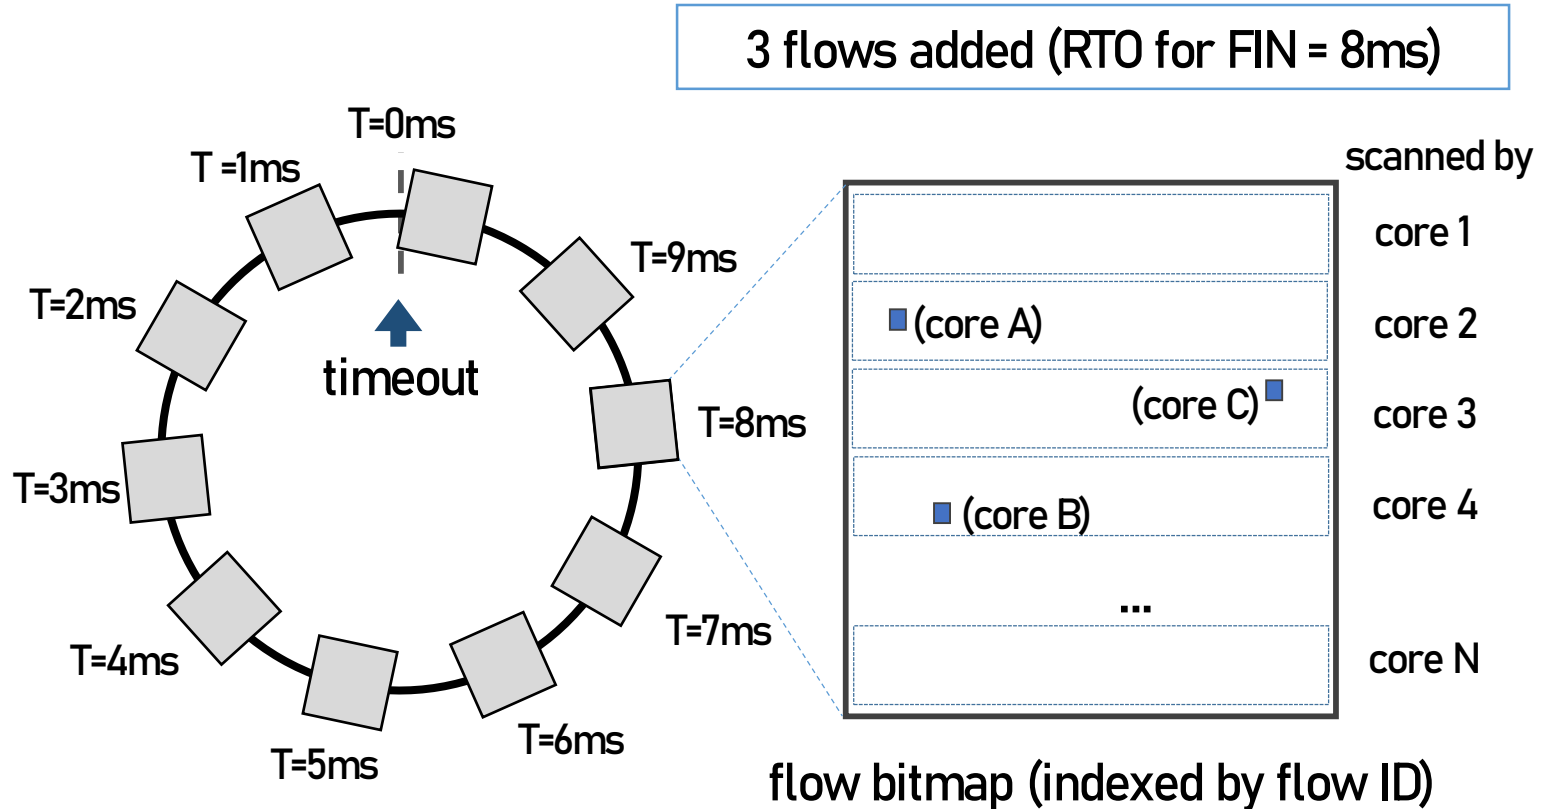 3 flows added (RTO for FIN = 8ms)
T=0ms
T =1ms
T=2ms
T=3ms
T=4ms
T=5ms
T=6ms
T=7ms
T=8ms
T=9ms
timeout
scanned by
core 1
(core A)
core 2
(core C)
core 3
(core B)
core 4
...
core N
flow bitmap (indexed by flow ID)